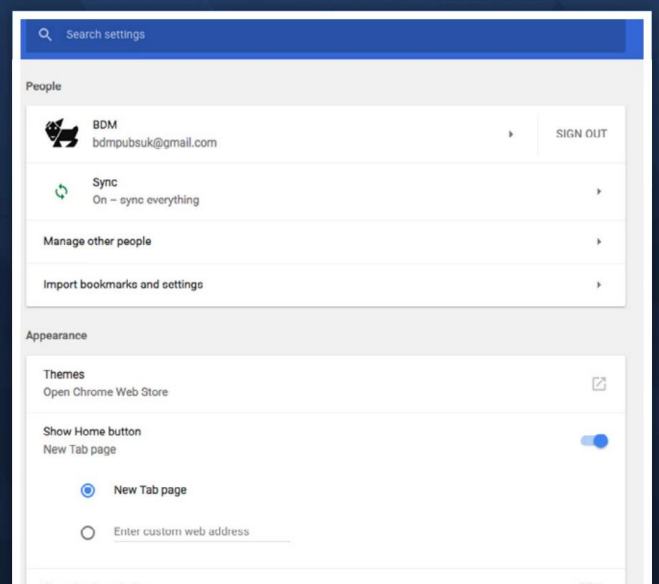 Search settings
People
BDM
bdmpubsuk@gmail.com
SIGN OUT
Sync
On – sync everything
Manage other people
Import bookmarks and settings
Appearance
Themes
Open Chrome Web Store
Show Home button
New Tab page
New Tab page
Enter custom web address